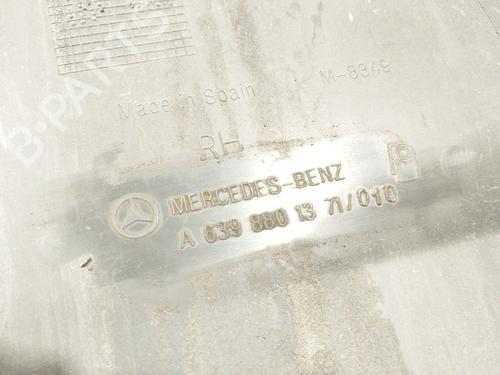 B-PARTS
Made in Spain
M-8349
RH
MERCEDES-BENZ
P
A 639 880 13 71/010